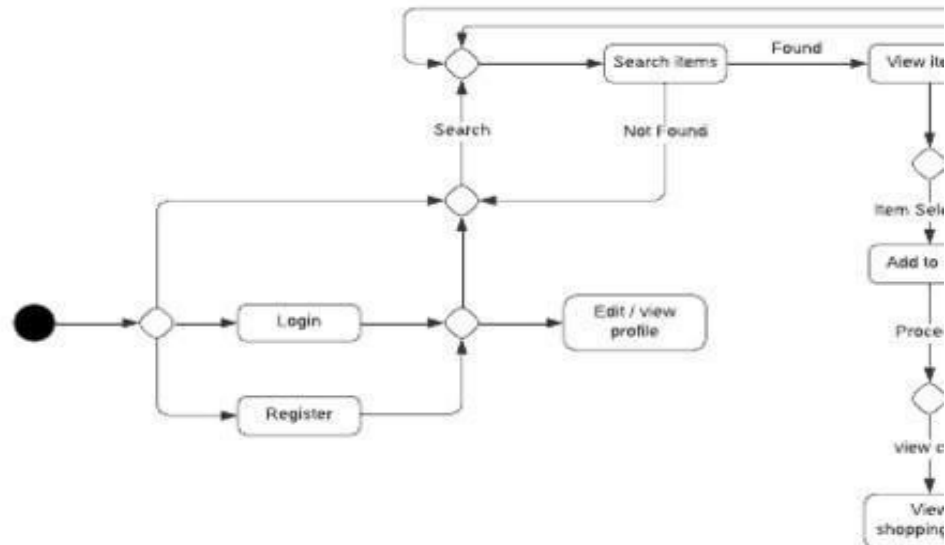 Found
Search items
View ite
Search
Not Found
Item Sele
Add to
Login
Edit / view
profile
Proce
Register
View c
View
shopping